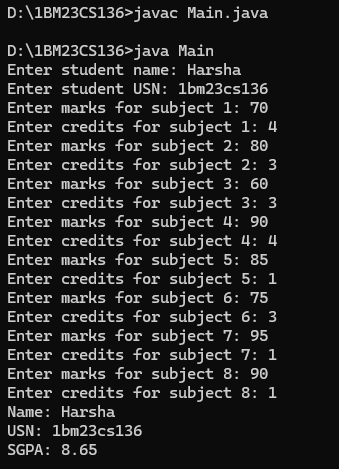 D:\1BM23CS136>javac Main.java
D:\1BM23CS136>java Main
Enter student name: Harsha
Enter student USN: 1bm23cs136
Enter marks for subject 1: 70
Enter credits for subject 1: 4
Enter marks for subject 2: 80
Enter credits for subject 2: 3
Enter marks for subject 3: 60
Enter credits for subject 3: 3
Enter marks for subject 4: 90
Enter credits for subject 4: 4
Enter marks for subject 5: 85
Enter credits for subject 5: 1
Enter marks for subject 6: 75
Enter credits for subject 6: 3
Enter marks for subject 7: 95
Enter credits for subject 7: 1
Enter marks for subject 8: 90
Enter credits for subject 8: 1
Name: Harsha
USN: 1bm23cs136
SGPA: 8.65